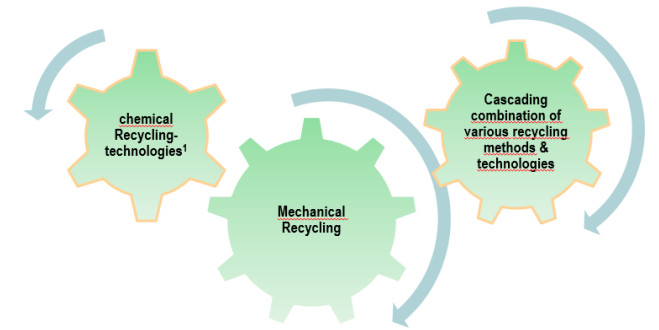 chemical
Recycling-
technologies¹
Mechanical
Recycling
Cascading
combination of
various recycling
methods &
technologies